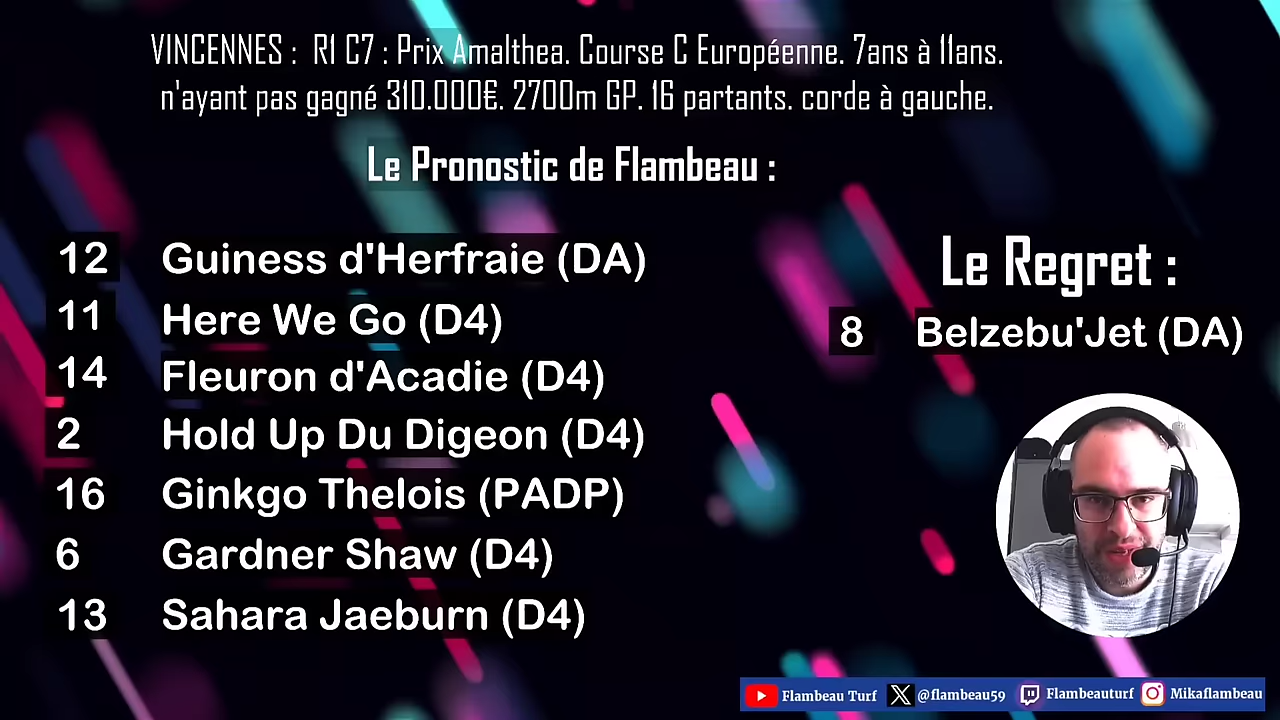 VINCENNES : R1 C7 : Prix Amalthea. Course C Européenne. 7ans à 11ans.
n'ayant pas gagné 310.000€. 2700m GP. 16 partants. corde à gauche.
Le Pronostic de Flambeau :
12 Guiness d'Herfraie (DA)
11 Here We Go (D4)
14 Fleuron d'Acadie (D4)
2 Hold Up Du Digeon (D4)
16 Ginkgo Thelois (PADP)
6 Gardner Shaw (D4)
13 Sahara Jaeburn (D4)
Le Regret :
8 Belzebu'Jet (DA)
Flambeau Turf @flambeau59 Flambeauturf Mikaflambeau